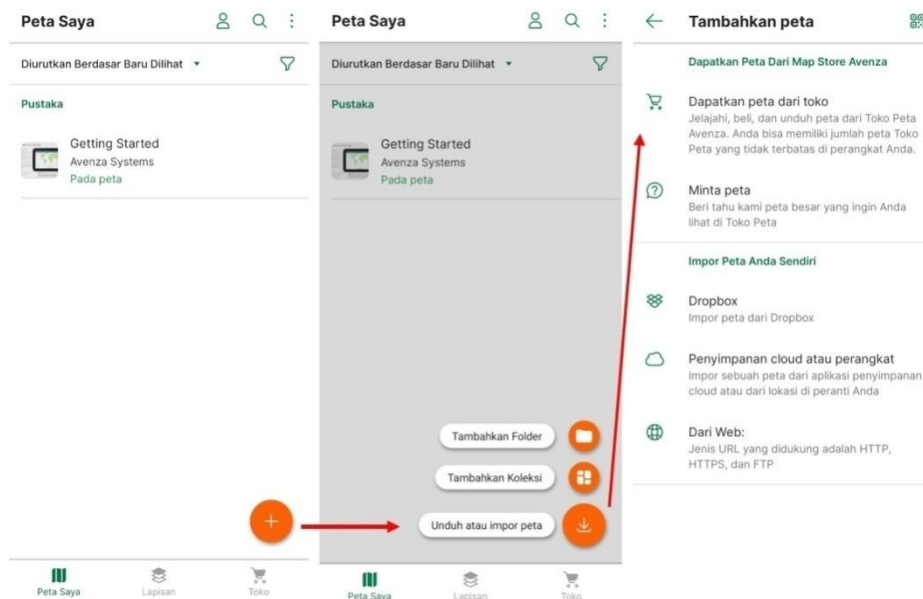 Peta Saya
Diurutkan Berdasar Baru Dilihat
Pustaka
Getting Started
Avenza Systems
Pada peta
Peta Saya
Lapisan
Toko
Peta Saya
Diurutkan Berdasar Baru Dilihat
Pustaka
Getting Started
Avenza Systems
Pada peta
Tambahkan Folder
Tambahkan Koleksi
Unduh atau impor peta
Peta Saya
Lapisan
Toko
Tambahkan peta
Dapatkan Peta Dari Map Store Avenza
Dapatkan peta dari toko
Jelajahi, beli, dan unduh peta dari Toko Peta
Avenza. Anda bisa memiliki jumlah peta Toko
Peta yang tidak terbatas di perangkat Anda.
Minta peta
Beri tahu kami peta besar yang ingin Anda
lihat di Toko Peta
Impor Peta Anda Sendiri
Dropbox
Impor peta dari Dropbox
Penyimpanan cloud atau perangkat
Impor sebuah peta dari aplikasi penyimpanan
cloud atau dari lokasi di peranti Anda
Dari Web:
Jenis URL yang didukung adalah HTTP,
HTTPS, dan FTP